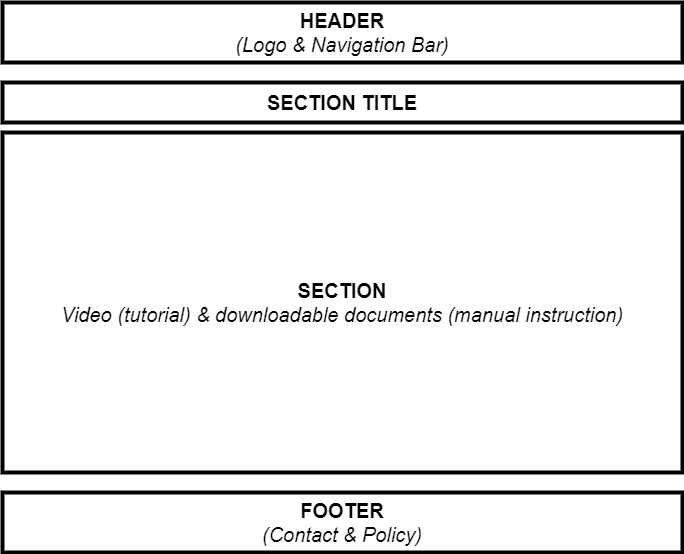 HEADER
(Logo & Navigation Bar)
SECTION TITLE
SECTION
Video (tutorial) & downloadable documents (manual instruction)
FOOTER
(Contact & Policy)